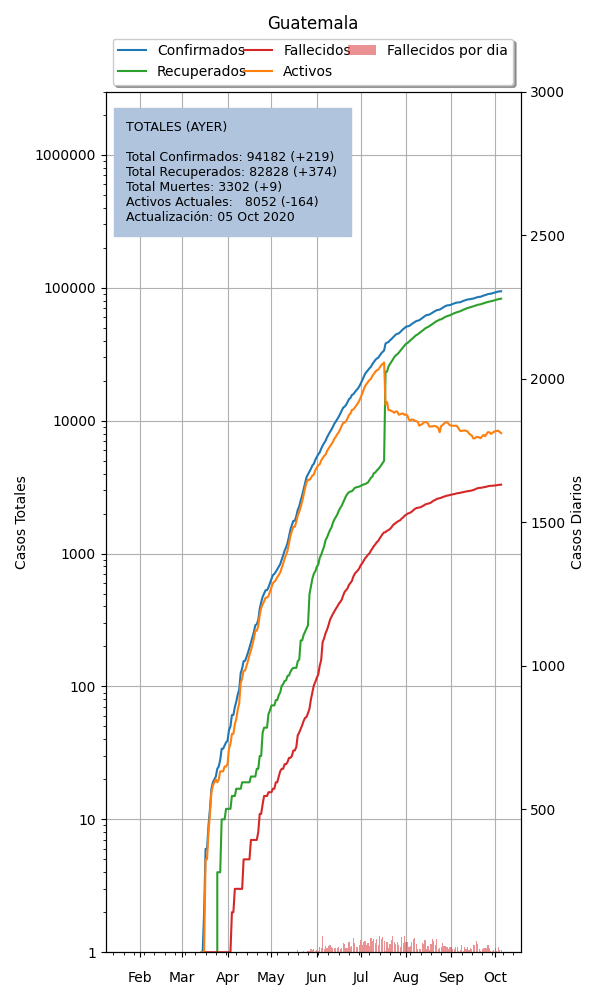 Guatemala
Confirmados Fallecidos Fallecidos por dia
Recuperados Activos
TOTALES (AYER)
Total Confirmados: 94182 (+219)
Total Recuperados: 82828 (+374)
Total Muertes: 3302 (+9)
Activos Actuales: 8052 (-164)
Actualización: 05 Oct 2020
Casos Totales
1000000
100000
10000
1000
100
10
1
3000
2500
2000
1500
1000
500
Casos Diarios
Feb Mar Apr May Jun Jul Aug Sep Oct